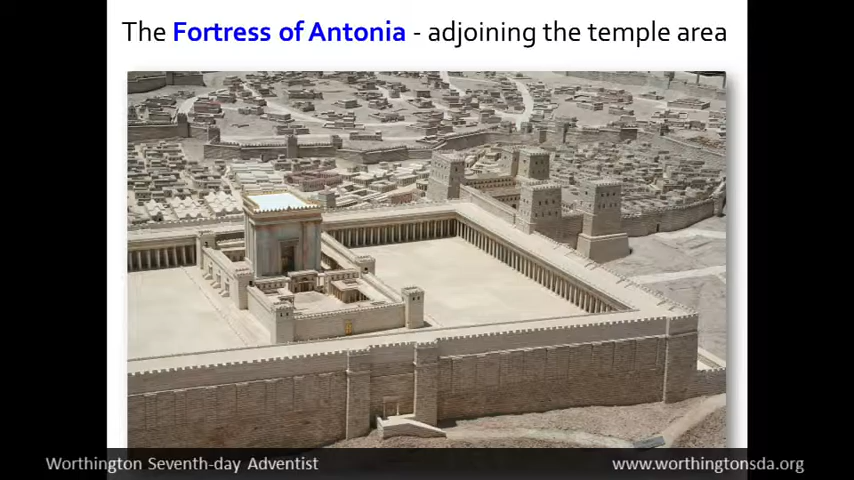 The Fortress of Antonia - adjoining the temple area
Worthington Seventh-day Adventist
www.worthingtonsda.org